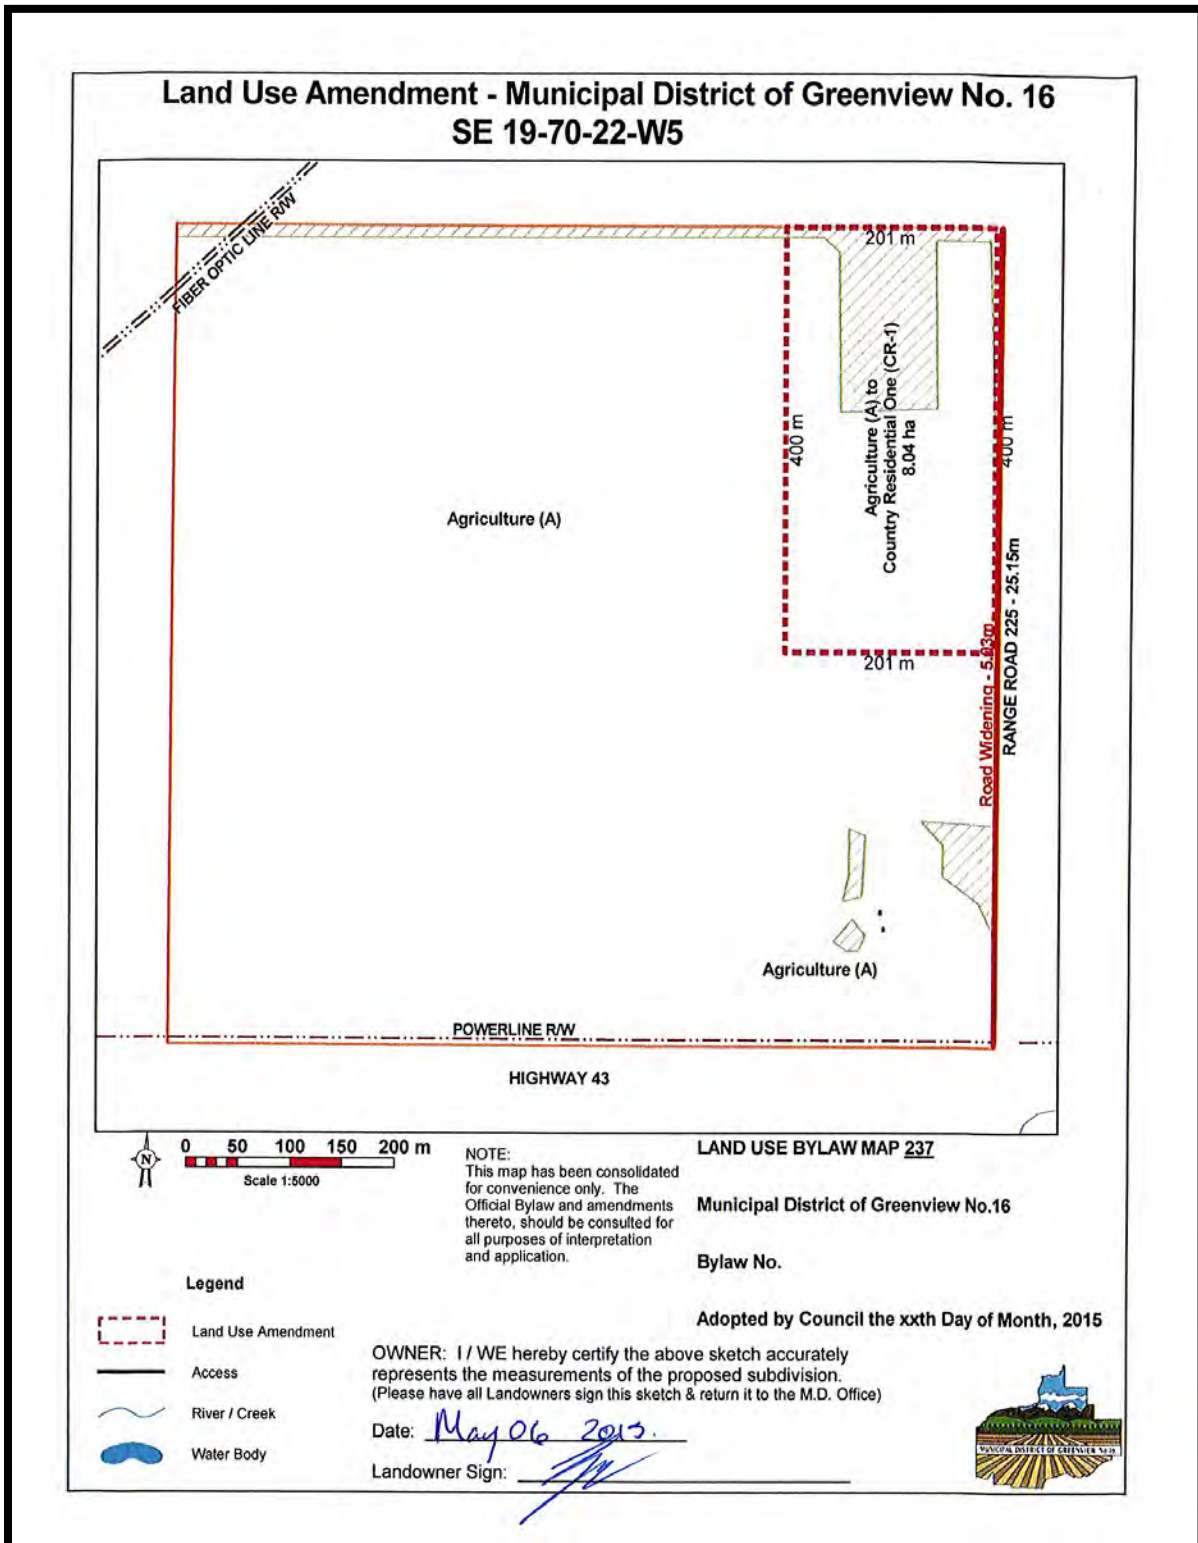 Land Use Amendment - Municipal District of Greenview No. 16
SE 19-70-22-W5
FIBER OPTIC LINE R/W
201 m
Agriculture (A) to
Country Residential One (CR-1)
8.04 ha
400 m
400 m
Agriculture (A)
201 m
Road Widening - 5.03m
RANGE ROAD 225 - 25.15m
Agriculture (A)
POWERLINE R/W
HIGHWAY 43
N
0 50 100 150 200 m
Scale 1:5000
NOTE:
This map has been consolidated
for convenience only. The
Official Bylaw and amendments
thereto, should be consulted for
all purposes of interpretation
and application.
LAND USE BYLAW MAP 237
Municipal District of Greenview No.16
Bylaw No.
Adopted by Council the xxth Day of Month, 2015
Legend
Land Use Amendment
Access
River / Creek
Water Body
OWNER: I / WE hereby certify the above sketch accurately
represents the measurements of the proposed subdivision.
(Please have all Landowners sign this sketch & return it to the M.D. Office)
Date: May 06 2015.
Landowner Sign:
MUNICIPAL DISTRICT OF GREENVIEW No 16